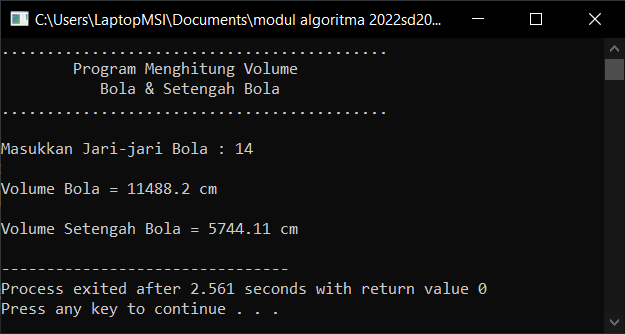 C:\Users\LaptopMSI\Documents\modul algoritma 2022sd20...
...........................................
Program Menghitung Volume
Bola & Setengah Bola
...........................................
Masukkan Jari-jari Bola : 14
Volume Bola = 11488.2 cm
Volume Setengah Bola = 5744.11 cm
--------------------------------
Process exited after 2.561 seconds with return value 0
Press any key to continue . . .